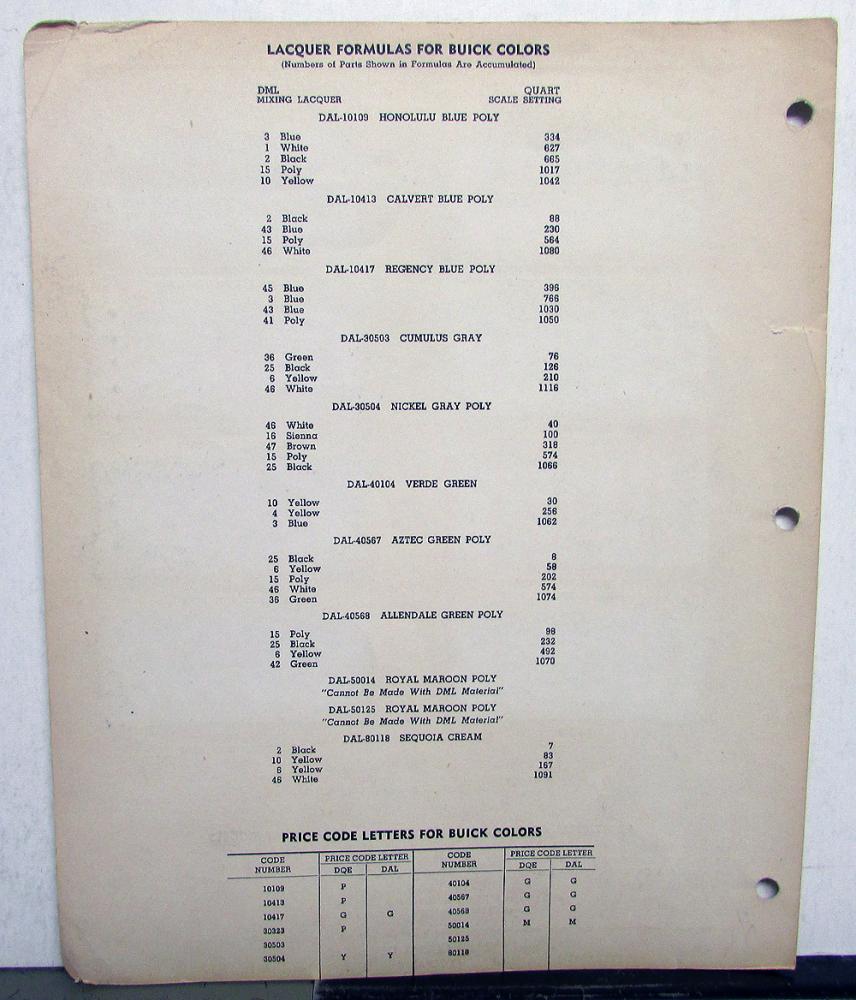 LACQUER FORMULAS FOR BUICK COLORS
(Numbers of Parts Shown in Formulas Are Accumulated)
DML QUART
MIXING LACQUER SCALE SETTING
DAL-10109 HONOLULU BLUE POLY
3 Blue 334
1 White 627
2 Black 665
15 Poly 1017
10 Yellow 1042
DAL-10413 CALVERT BLUE POLY
2 Black 88
43 Blue 230
15 Poly 564
46 White 1080
DAL-10417 REGENCY BLUE POLY
45 Blue 396
3 Blue 766
43 Blue 1030
41 Poly 1050
DAL-30503 CUMULUS GRAY
36 Green 76
25 Black 126
6 Yellow 210
46 White 1116
DAL-30504 NICKEL GRAY POLY
46 White 40
16 Sienna 100
47 Brown 318
15 Poly 574
25 Black 1066
DAL-40104 VERDE GREEN
10 Yellow 30
4 Yellow 256
3 Blue 1062
DAL-40567 AZTEC GREEN POLY
25 Black 8
6 Yellow 58
15 Poly 202
46 White 574
36 Green 1074
DAL-40568 ALLENDALE GREEN POLY
15 Poly 98
25 Black 232
6 Yellow 492
42 Green 1070
DAL-50014 ROYAL MAROON POLY
"Cannot Be Made With DML Material"
DAL-50125 ROYAL MAROON POLY
"Cannot Be Made With DML Material"
DAL-80118 SEQUOIA CREAM
2 Black 7
10 Yellow 83
6 Yellow 167
46 White 1091
PRICE CODE LETTERS FOR BUICK COLORS
CODE PRICE CODE LETTER CODE PRICE CODE LETTER
NUMBER DQE DAL NUMBER DQE DAL
10109 P 40104 G G
10413 P 40567 G G
10417 G G 40568 G G
30323 P 50014 M M
30503 50125
30504 Y Y 80118